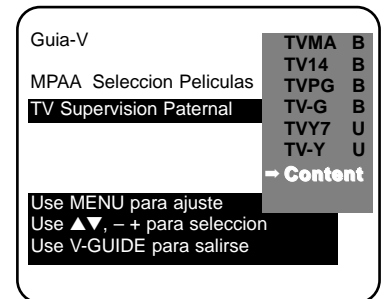 Guia-V
MPAA Seleccion Peliculas
TV Supervision Paternal
TVMA B
TV14 B
TVPG B
TV-G B
TVY7 U
TV-Y U
➡ Content
Use MENU para ajuste
Use ▲▼, – + para seleccion
Use V-GUIDE para salirse